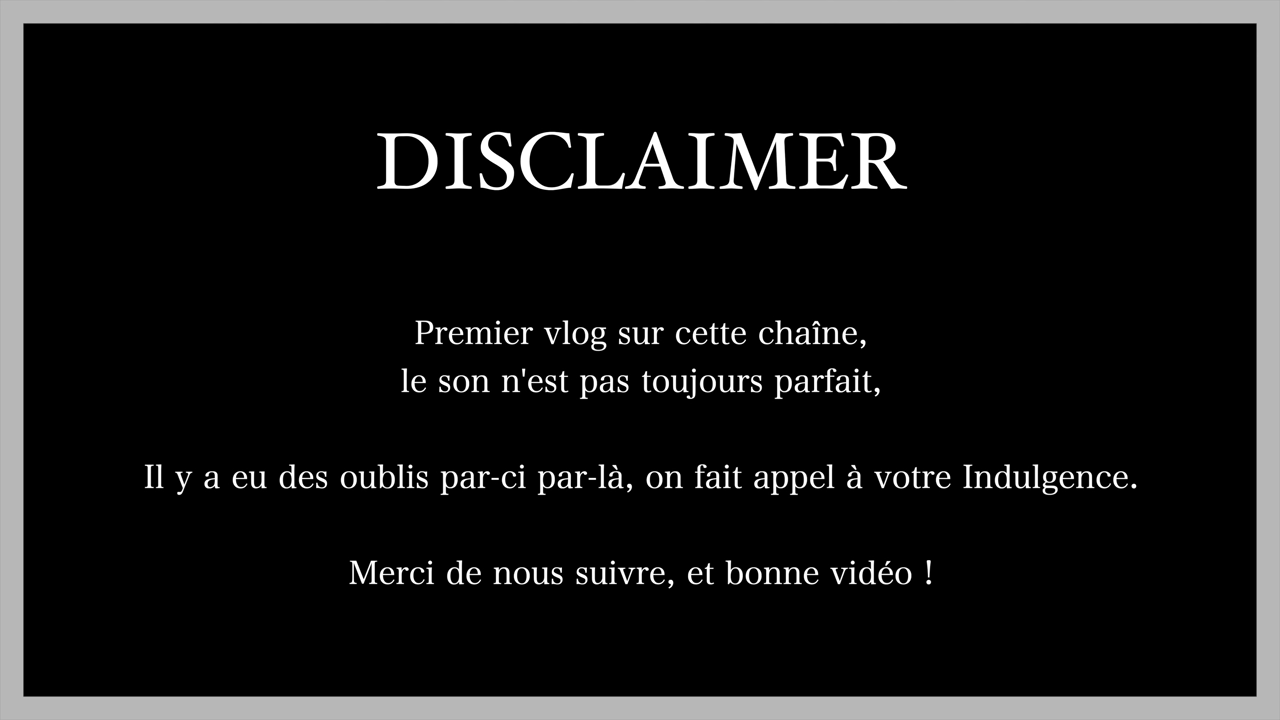 DISCLAIMER
Premier vlog sur cette chaîne,
le son n'est pas toujours parfait,
Il y a eu des oublis par-ci par-là, on fait appel à votre Indulgence.
Merci de nous suivre, et bonne vidéo !